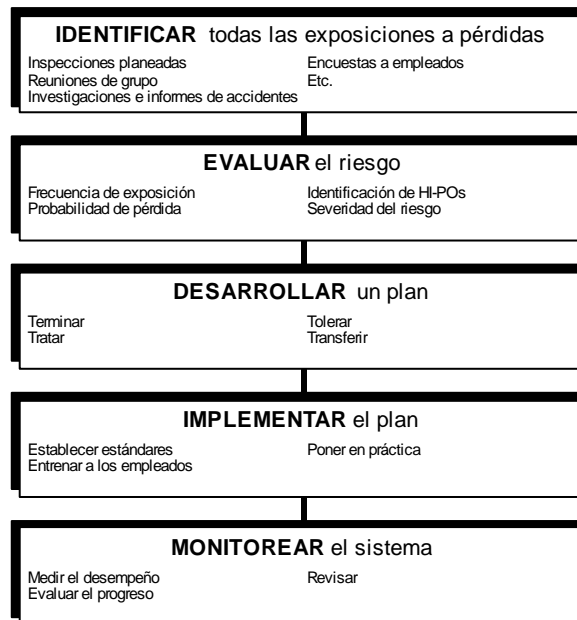 IDENTIFICAR todas las exposiciones a pérdidas
Inspecciones planeadas
Reuniones de grupo
Investigaciones e informes de accidentes
Encuestas a empleados
Etc.
EVALUAR el riesgo
Frecuencia de exposición
Probabilidad de pérdida
Identificación de HI-POs
Severidad del riesgo
DESARROLLAR un plan
Terminar
Tratar
Tolerar
Transferir
IMPLEMENTAR el plan
Establecer estándares
Entrenar a los empleados
Poner en práctica
MONITOREAR el sistema
Medir el desempeño
Evaluar el progreso
Revisar